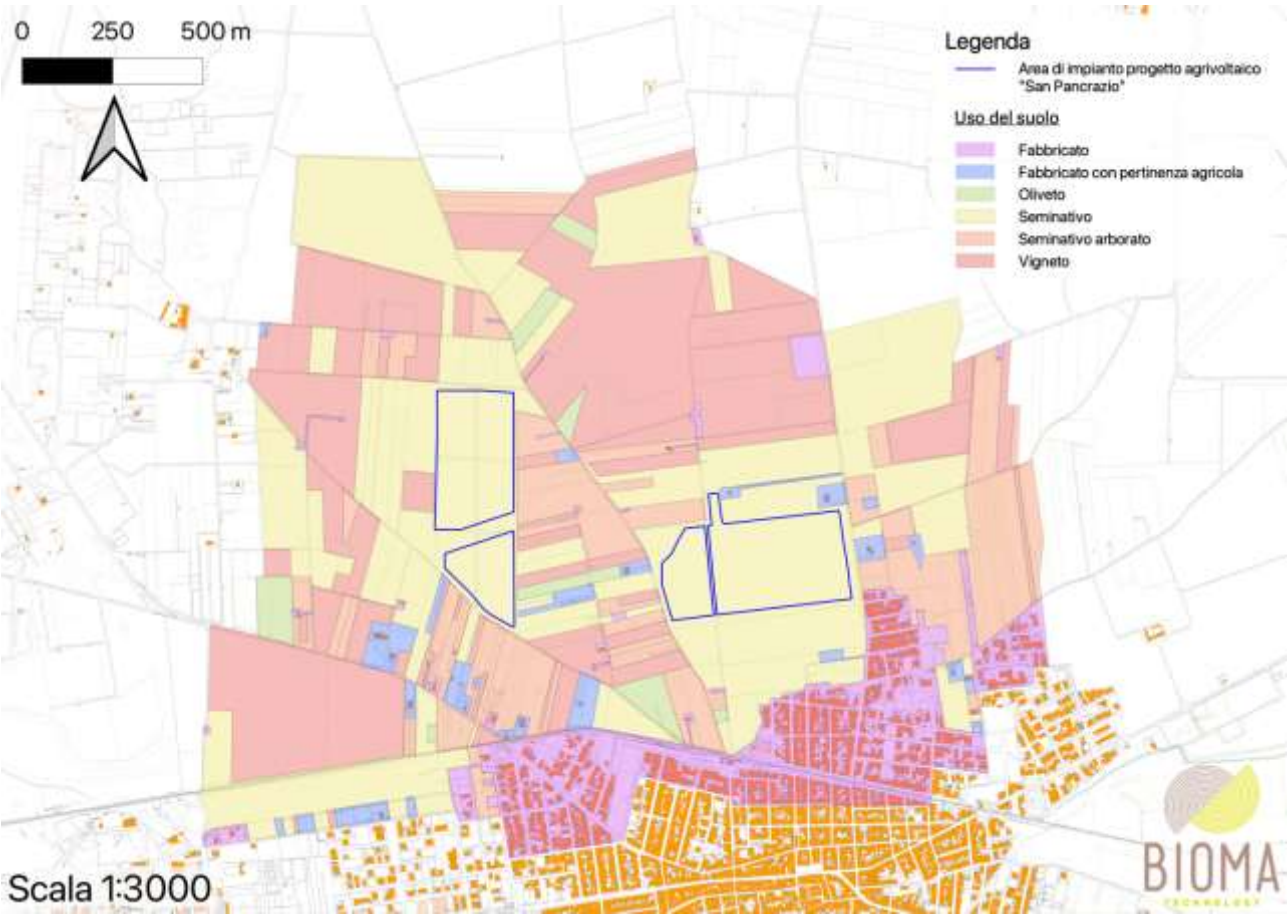 0 250 500 m
Legenda
Area di impianto progetto agrivoltaico
"San Pancrazio"
Uso del suolo
Fabbricato
Fabbricato con pertinenza agricola
Oliveto
Seminativo
Seminativo arborato
Vigneto
Scala 1:3000
BIOMA
TECHNOLOGY